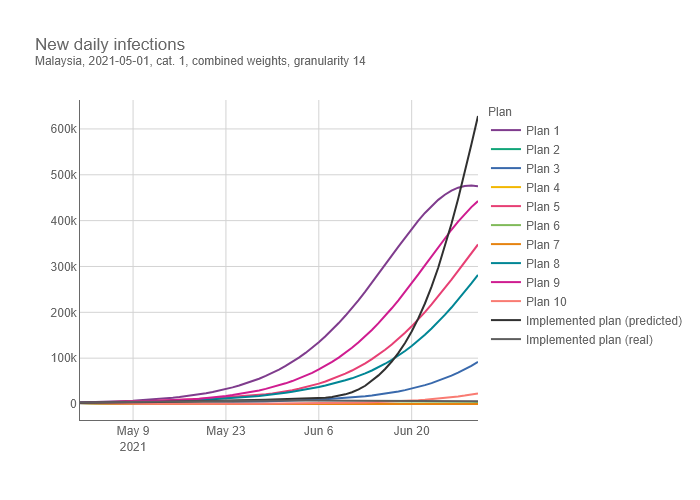 New daily infections
Malaysia, 2021-05-01, cat. 1, combined weights, granularity 14
600k
500k
400k
300k
200k
100k
0
May 9
2021
May 23
Jun 6
Jun 20
Plan
Plan 1
Plan 2
Plan 3
Plan 4
Plan 5
Plan 6
Plan 7
Plan 8
Plan 9
Plan 10
Implemented plan (predicted)
Implemented plan (real)